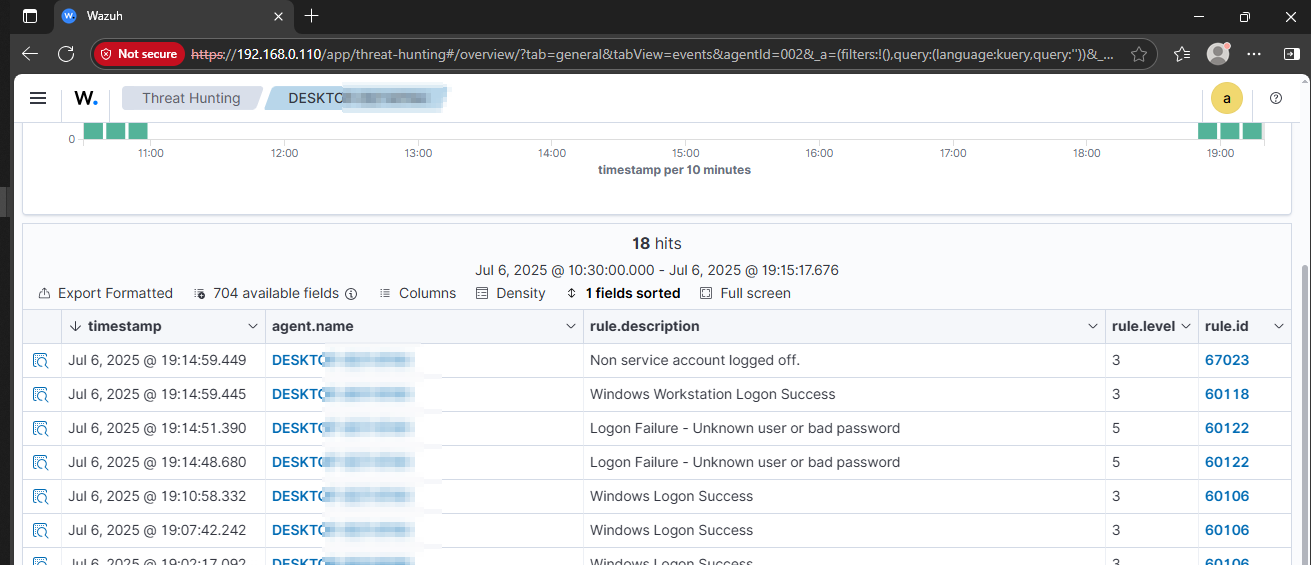 Wazuh
Not secure https://192.168.0.110/app/threat-hunting#/overview/?tab=general&tabView=events&agentId=002&_a=(filters:!(),query:(language:kuery,query:''))&_...
W. Threat Hunting DESKTO a
0
11:00 12:00 13:00 14:00 15:00 16:00 17:00 18:00 19:00
timestamp per 10 minutes
18 hits
Jul 6, 2025 @ 10:30:00.000 - Jul 6, 2025 @ 19:15:17.676
Export Formatted 704 available fields Columns Density 1 fields sorted Full screen
timestamp agent.name rule.description rule.level rule.id
Jul 6, 2025 @ 19:14:59.449 DESKTO Non service account logged off. 3 67023
Jul 6, 2025 @ 19:14:59.445 DESKTO Windows Workstation Logon Success 3 60118
Jul 6, 2025 @ 19:14:51.390 DESKTO Logon Failure - Unknown user or bad password 5 60122
Jul 6, 2025 @ 19:14:48.680 DESKTO Logon Failure - Unknown user or bad password 5 60122
Jul 6, 2025 @ 19:10:58.332 DESKTO Windows Logon Success 3 60106
Jul 6, 2025 @ 19:07:42.242 DESKTO Windows Logon Success 3 60106
Jul 6, 2025 @ 19:02:17.092 DESKTO Windows Logon Success 3 60106